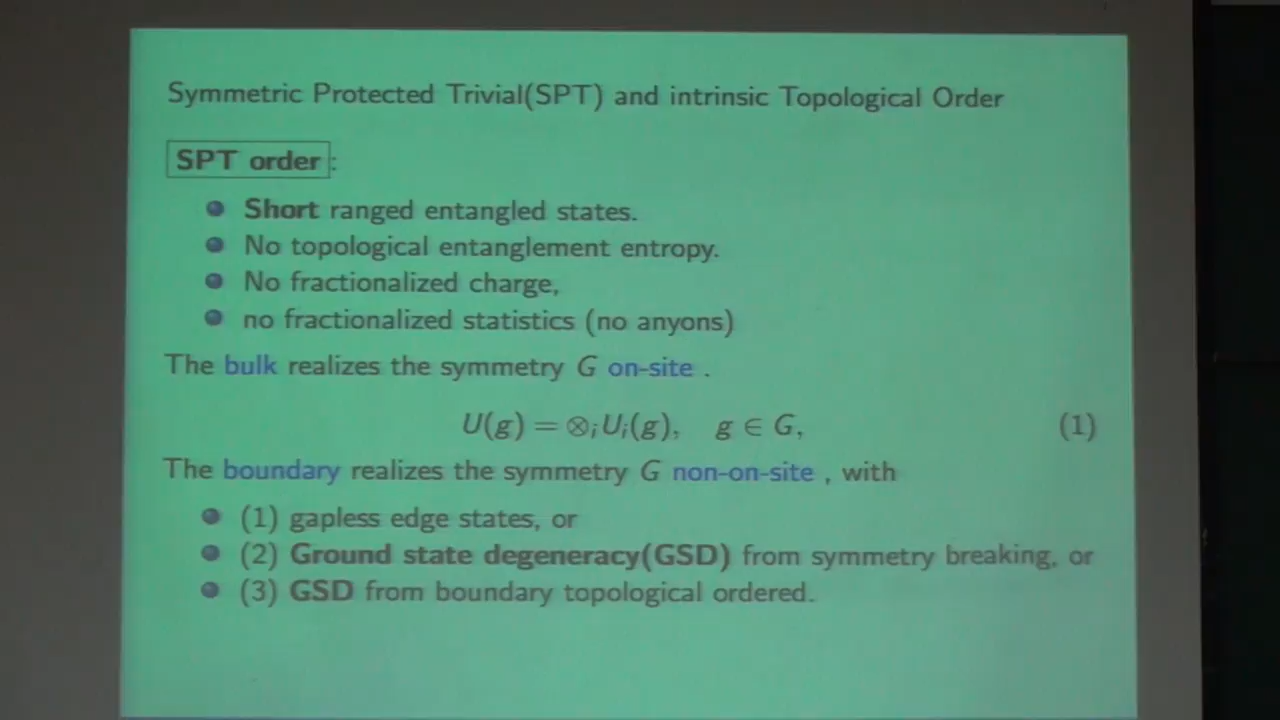 Symmetric Protected Trivial(SPT) and intrinsic Topological Order
SPT order:
Short ranged entangled states.
No topological entanglement entropy.
No fractionalized charge,
no fractionalized statistics (no anyons)
The bulk realizes the symmetry G on-site .
U(g) = ⊗ᵢUᵢ(g), g ∈ G, (1)
The boundary realizes the symmetry G non-on-site , with
(1) gapless edge states, or
(2) Ground state degeneracy(GSD) from symmetry breaking, or
(3) GSD from boundary topological ordered.